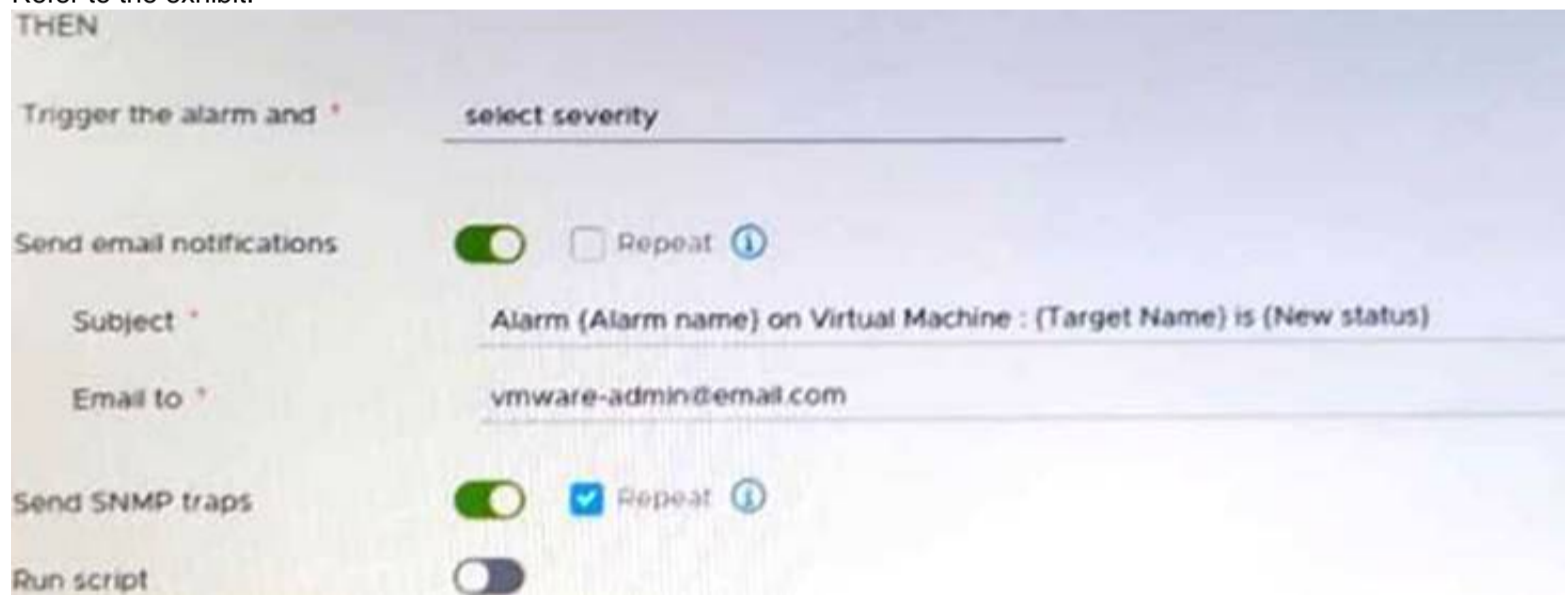 Refer to the exhibit.
THEN
Trigger the alarm and * select severity
Send email notifications Repeat
Subject * Alarm {Alarm name} on Virtual Machine : {Target Name} is {New status}
Email to * vmware-admin@email.com
Send SNMP traps Repeat
Run script